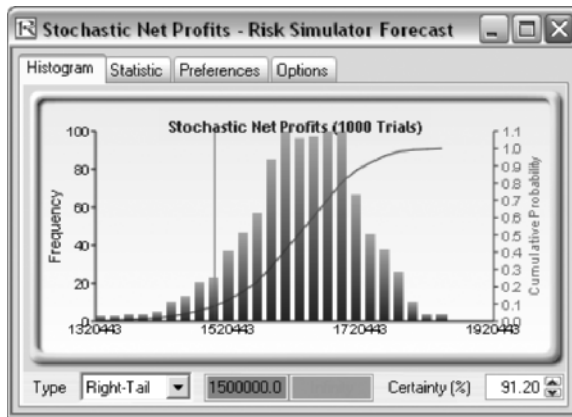 Stochastic Net Profits - Risk Simulator Forecast
Histogram Statistic Preferences Options
Stochastic Net Profits (1000 Trials)
Frequency
100
80
60
40
20
0
1.1
1.0
0.9
0.8
0.7
0.6
0.5
0.4
0.3
0.2
0.1
0.0
Cumulative Probability
1320443 1520443 1720443 1920443
Type Right-Tail 1500000.0 Certainty (%) 91.20